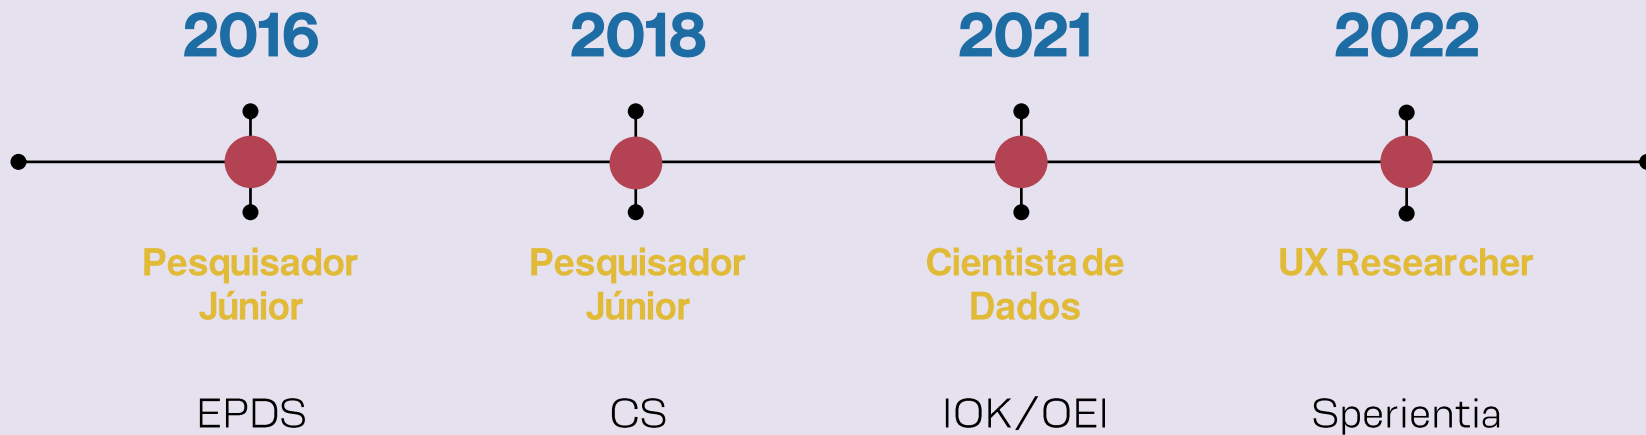 2016
2018
2021
2022
Pesquisador
Júnior
Pesquisador
Júnior
Cientista de
Dados
UX Researcher
EPDS
CS
IOK/OEI
Sperientia